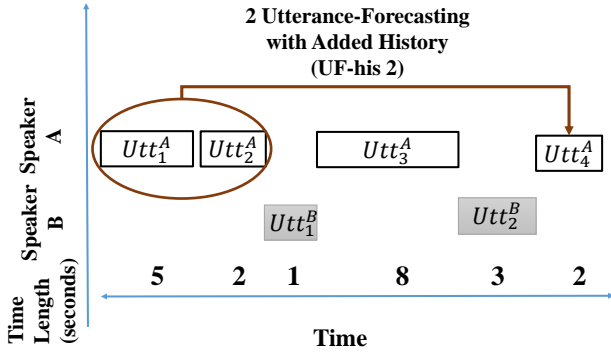 2 Utterance-Forecasting
with Added History
(UF-his 2)
Speaker
A
Utt₁ᴬ
Utt₂ᴬ
Utt₃ᴬ
Utt₄ᴬ
Speaker
B
Utt₁ᴮ
Utt₂ᴮ
Time
Length
(seconds)
5 2 1 8 3 2
Time